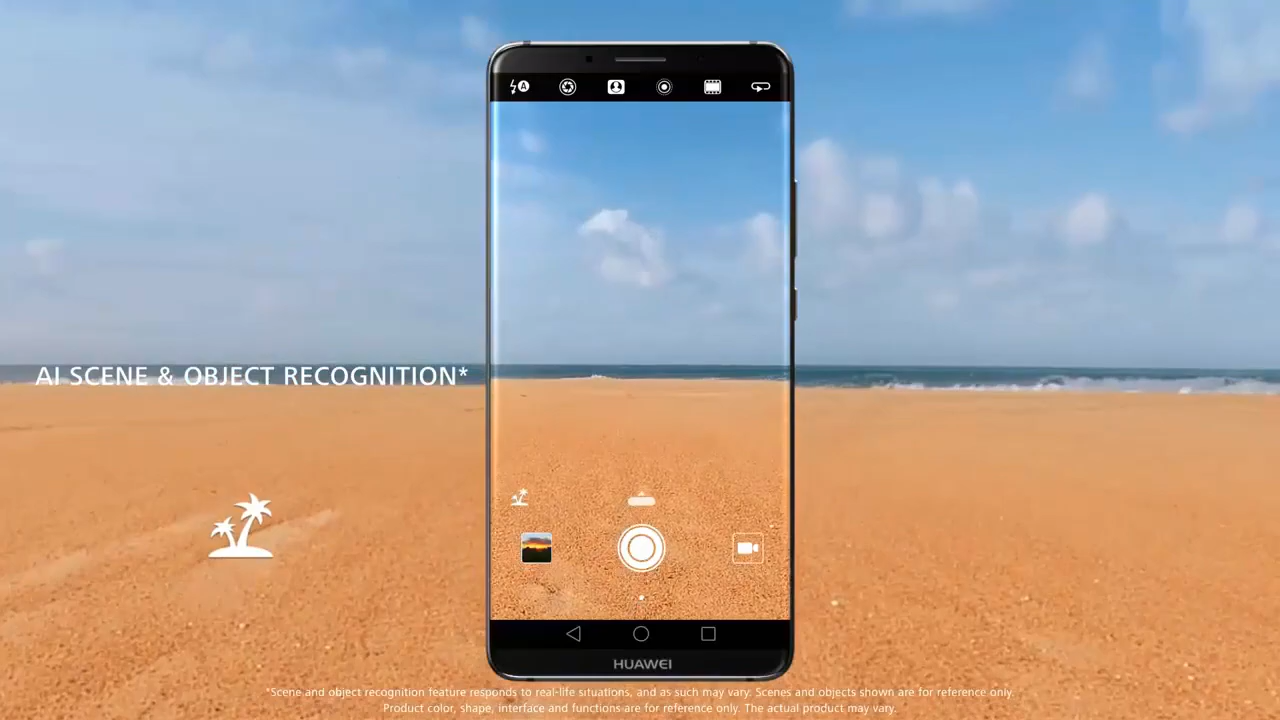 A
AI SCENE & OBJECT RECOGNITION*
HUAWEI
*Scene and object recognition feature responds to real-life situations, and as such may vary. Scenes and objects shown are for reference only.
Product color, shape, interface and functions are for reference only. The actual product may vary.